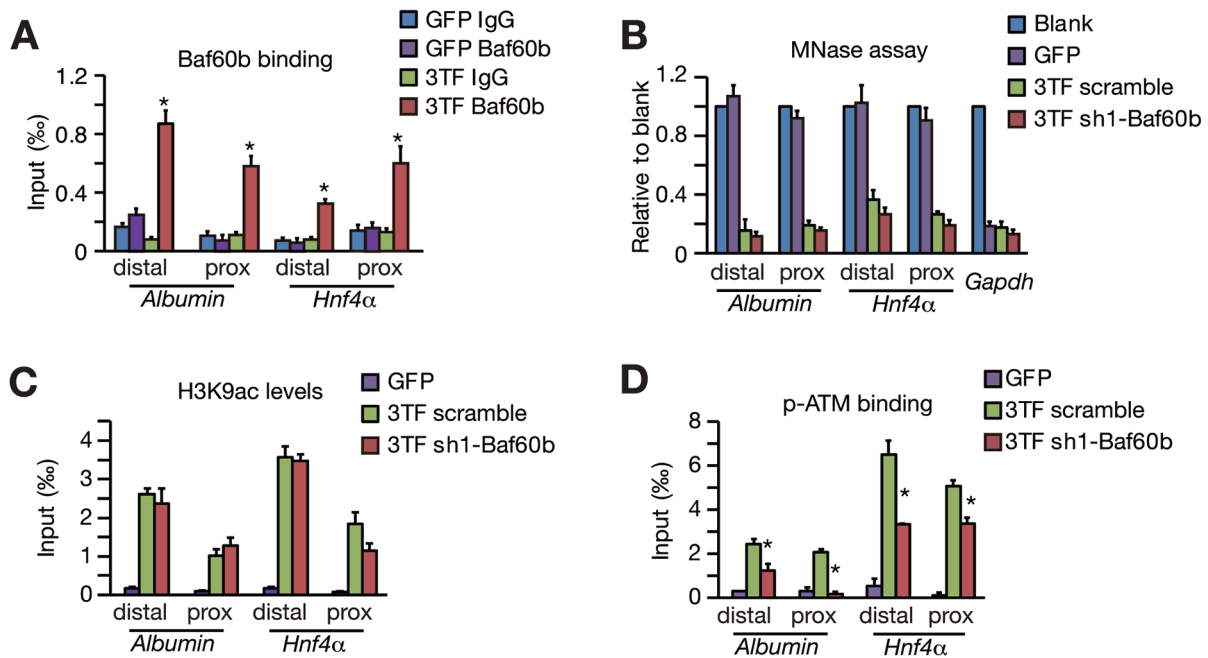 A
Baf60b binding
GFP IgG
GFP Baf60b
3TF IgG
3TF Baf60b
Input (‰)
1.2
0.8
0.4
0
*
*
*
*
distal
prox
distal
prox
Albumin
Hnf4α
B
MNase assay
Blank
GFP
3TF scramble
3TF sh1-Baf60b
Relative to blank
1.2
0.8
0.4
0
distal
prox
distal
prox
Albumin
Hnf4α
Gapdh
C
H3K9ac levels
GFP
3TF scramble
3TF sh1-Baf60b
Input (‰)
4
3
2
1
0
distal
prox
distal
prox
Albumin
Hnf4α
D
p-ATM binding
GFP
3TF scramble
3TF sh1-Baf60b
Input (‰)
8
6
4
2
0
*
*
*
*
distal
prox
distal
prox
Albumin
Hnf4α